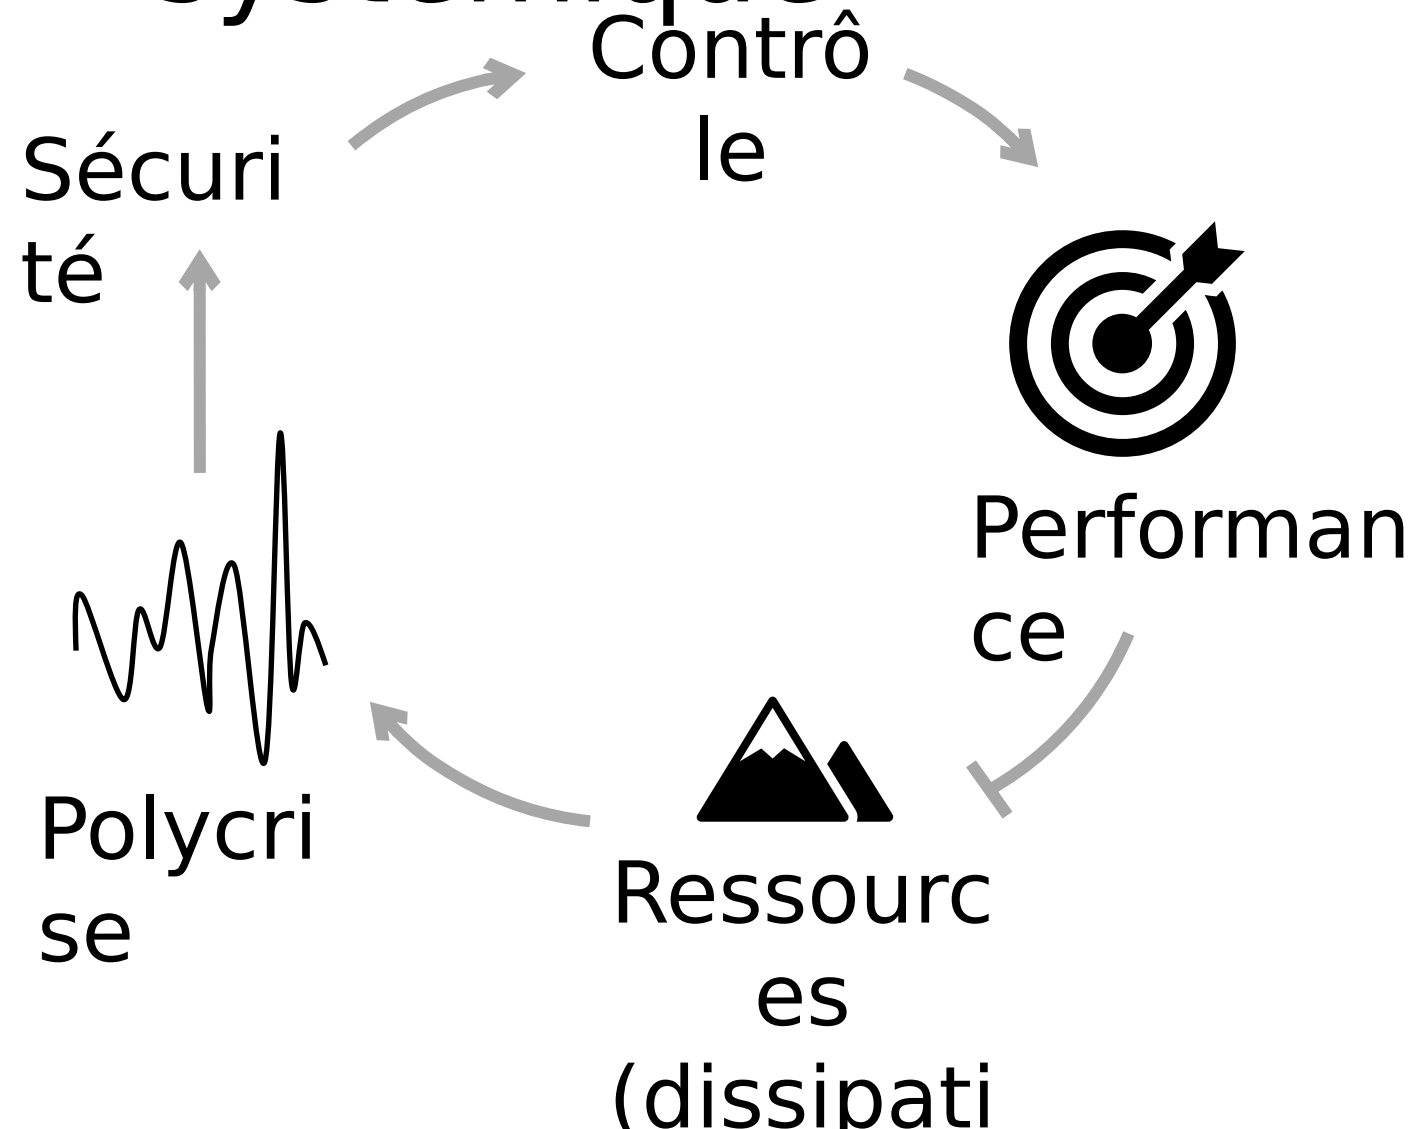 Contrô
le
Sécuri
té
Performan
ce
Polycri
se
Ressourc
es
(dissipati